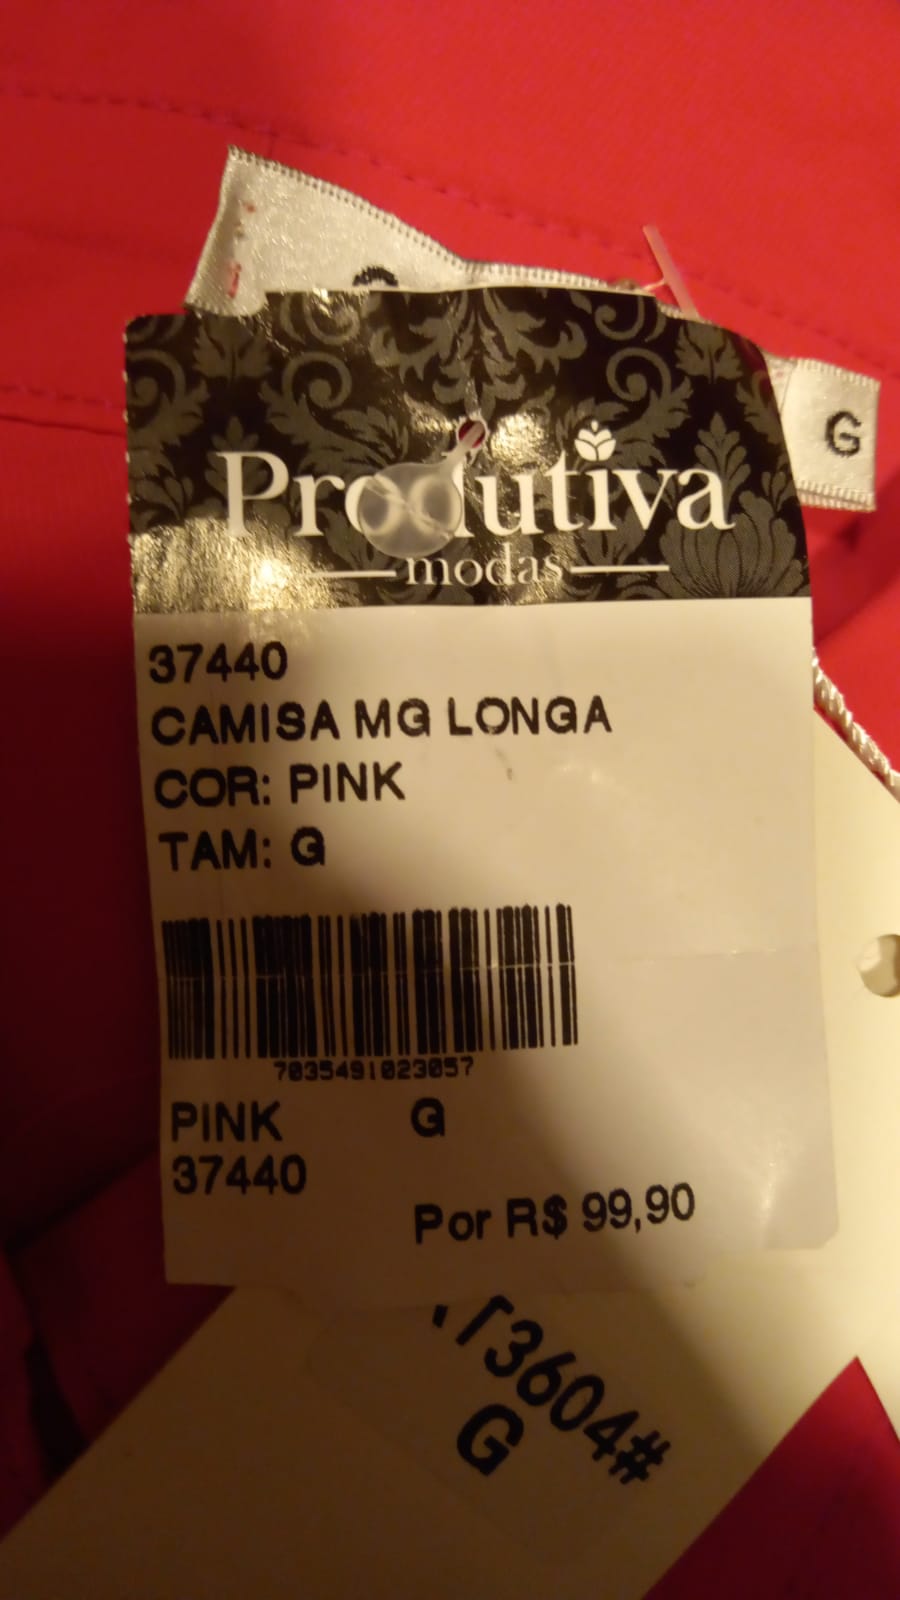 G
Produtiva
modas
37440
CAMISA MG LONGA
COR: PINK
TAM: G
7035491023057
PINK G
37440
Por R$ 99,90
T3604#
G